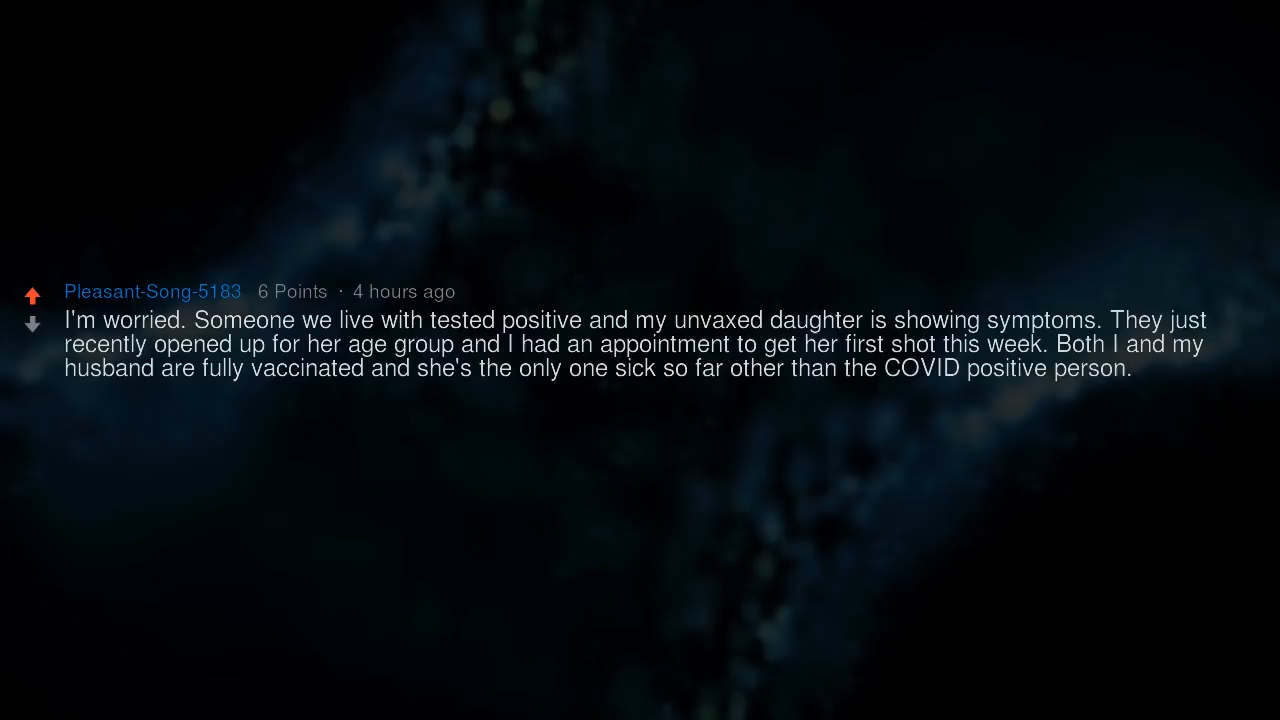 Pleasant-Song-5183 6 Points · 4 hours ago
I'm worried. Someone we live with tested positive and my unvaxed daughter is showing symptoms. They just
recently opened up for her age group and I had an appointment to get her first shot this week. Both I and my
husband are fully vaccinated and she's the only one sick so far other than the COVID positive person.